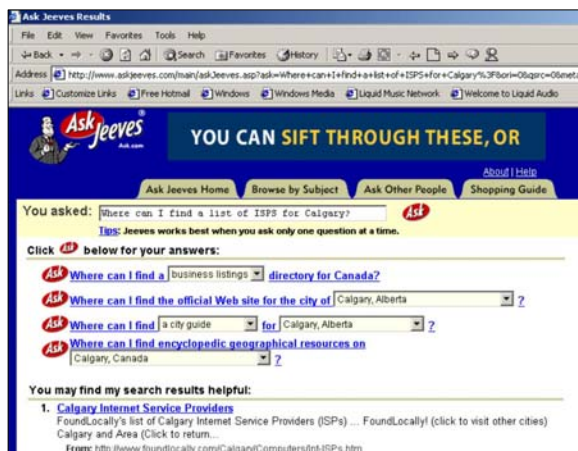 Ask Jeeves Results
File Edit View Favorites Tools Help
Back Search Favorites History
Address http://www.askjeeves.com/main/askJeeves.asp?ask=Where+can+I+find+a+list+of+ISPS+for+Calgary%3F&ori=0&qsrc=0&met
Links Customize Links Free Hotmail Windows Windows Media Liquid Music Network Welcome to Liquid Audio
Ask Jeeves
Ask.com
YOU CAN SIFT THROUGH THESE, OR
About | Help
Ask Jeeves Home Browse by Subject Ask Other People Shopping Guide
You asked: Where can I find a list of ISPS for Calgary? Ask
Tips: Jeeves works best when you ask only one question at a time.
Click Ask below for your answers:
Ask Where can I find a business listings directory for Canada?
Ask Where can I find the official Web site for the city of Calgary, Alberta ?
Ask Where can I find a city guide for Calgary, Alberta ?
Ask Where can I find encyclopedic geographical resources on
Calgary, Canada ?
You may find my search results helpful:
1. Calgary Internet Service Providers
FoundLocally's list of Calgary Internet Service Providers (ISPs) ... FoundLocally! (click to visit other cities)
Calgary and Area (Click to return...
From: http://www.foundlocally.com/Calgary/Computers/Int-ISPs.htm